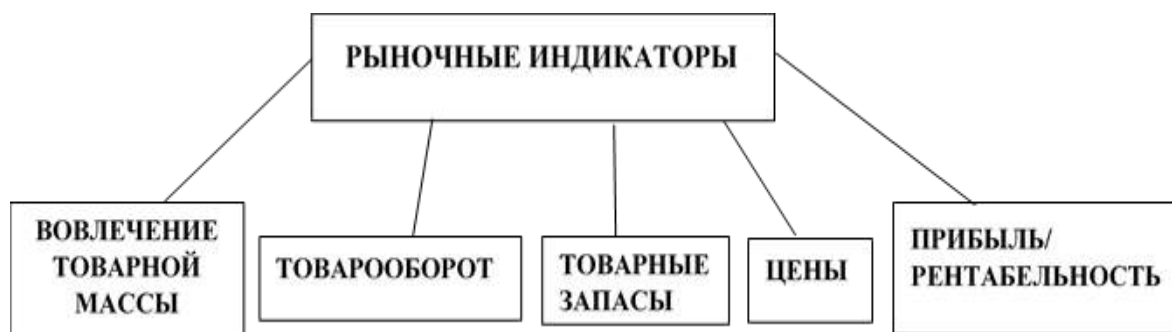 РЫНОЧНЫЕ ИНДИКАТОРЫ
ВОВЛЕЧЕНИЕ
ТОВАРНОЙ
МАССЫ
ТОВАРООБОРОТ
ТОВАРНЫЕ
ЗАПАСЫ
ЦЕНЫ
ПРИБЫЛЬ/
РЕНТАБЕЛЬНОСТЬ